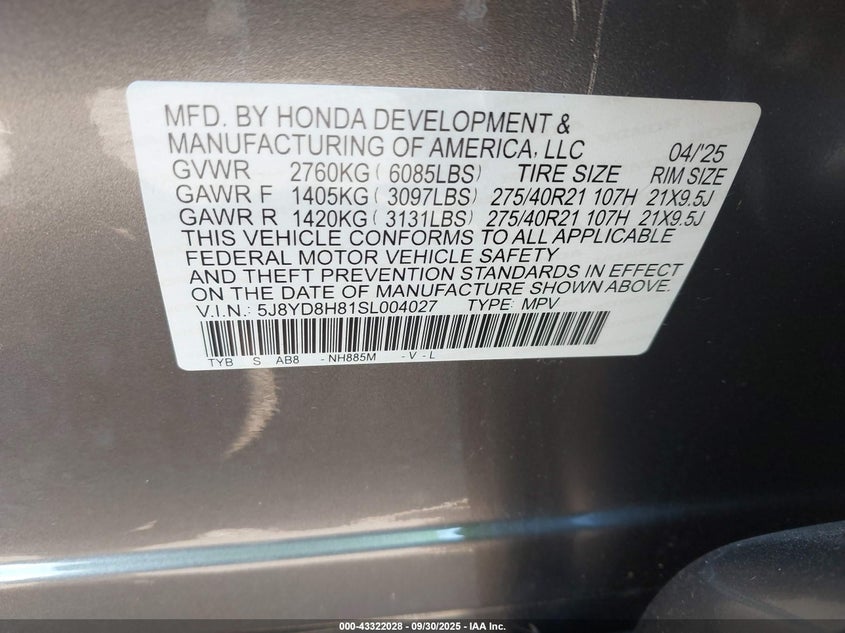 MFD. BY HONDA DEVELOPMENT &
MANUFACTURING OF AMERICA, LLC 04/'25
GVWR 2760KG ( 6085LBS) TIRE SIZE RIM SIZE
GAWR F 1405KG ( 3097LBS) 275/40R21 107H 21X9.5J
GAWR R 1420KG ( 3131LBS) 275/40R21 107H 21X9.5J
THIS VEHICLE CONFORMS TO ALL APPLICABLE
FEDERAL MOTOR VEHICLE SAFETY
AND THEFT PREVENTION STANDARDS IN EFFECT
ON THE DATE OF MANUFACTURE SHOWN ABOVE.
V.I.N.: 5J8YD8H81SL004027 TYPE: MPV
TYB S AB8 - NH885M - V - L
000-43322028 - 09/30/2025 - IAA Inc.